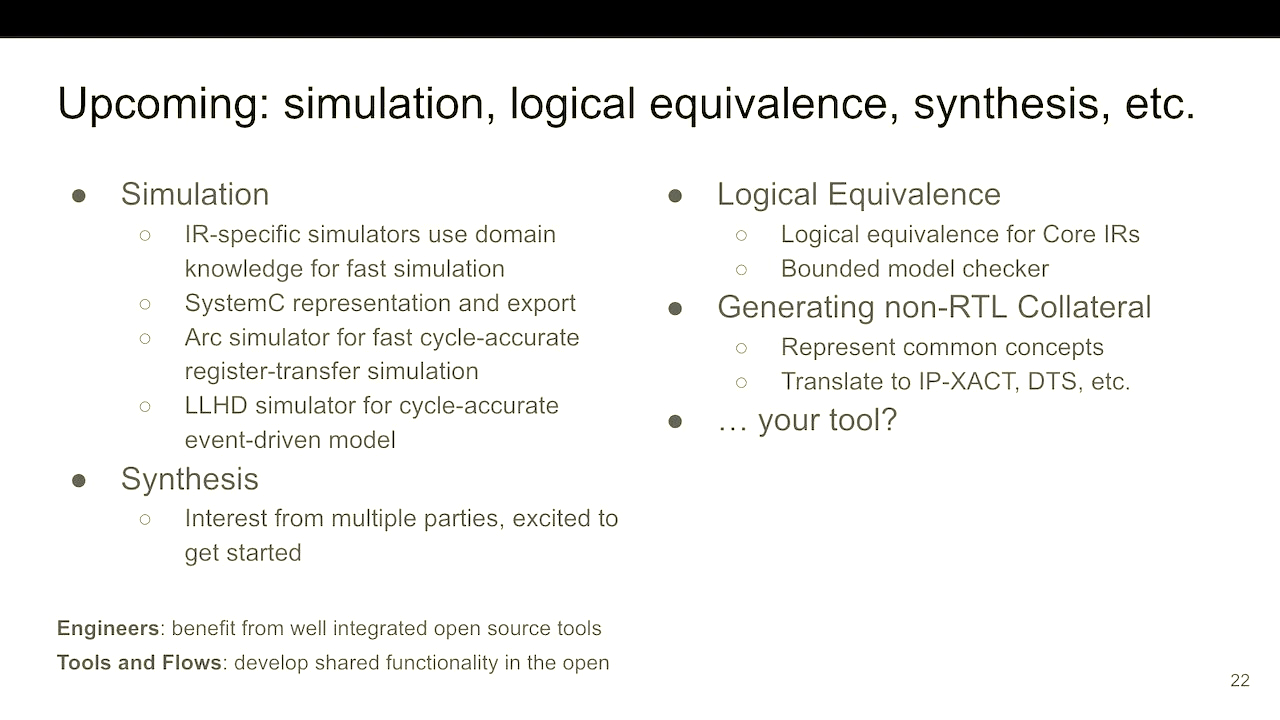 Upcoming: simulation, logical equivalence, synthesis, etc.
● Simulation
○ IR-specific simulators use domain
knowledge for fast simulation
○ SystemC representation and export
○ Arc simulator for fast cycle-accurate
register-transfer simulation
○ LLHD simulator for cycle-accurate
event-driven model
● Synthesis
○ Interest from multiple parties, excited to
get started
● Logical Equivalence
○ Logical equivalence for Core IRs
○ Bounded model checker
● Generating non-RTL Collateral
○ Represent common concepts
○ Translate to IP-XACT, DTS, etc.
● … your tool?
Engineers: benefit from well integrated open source tools
Tools and Flows: develop shared functionality in the open
22